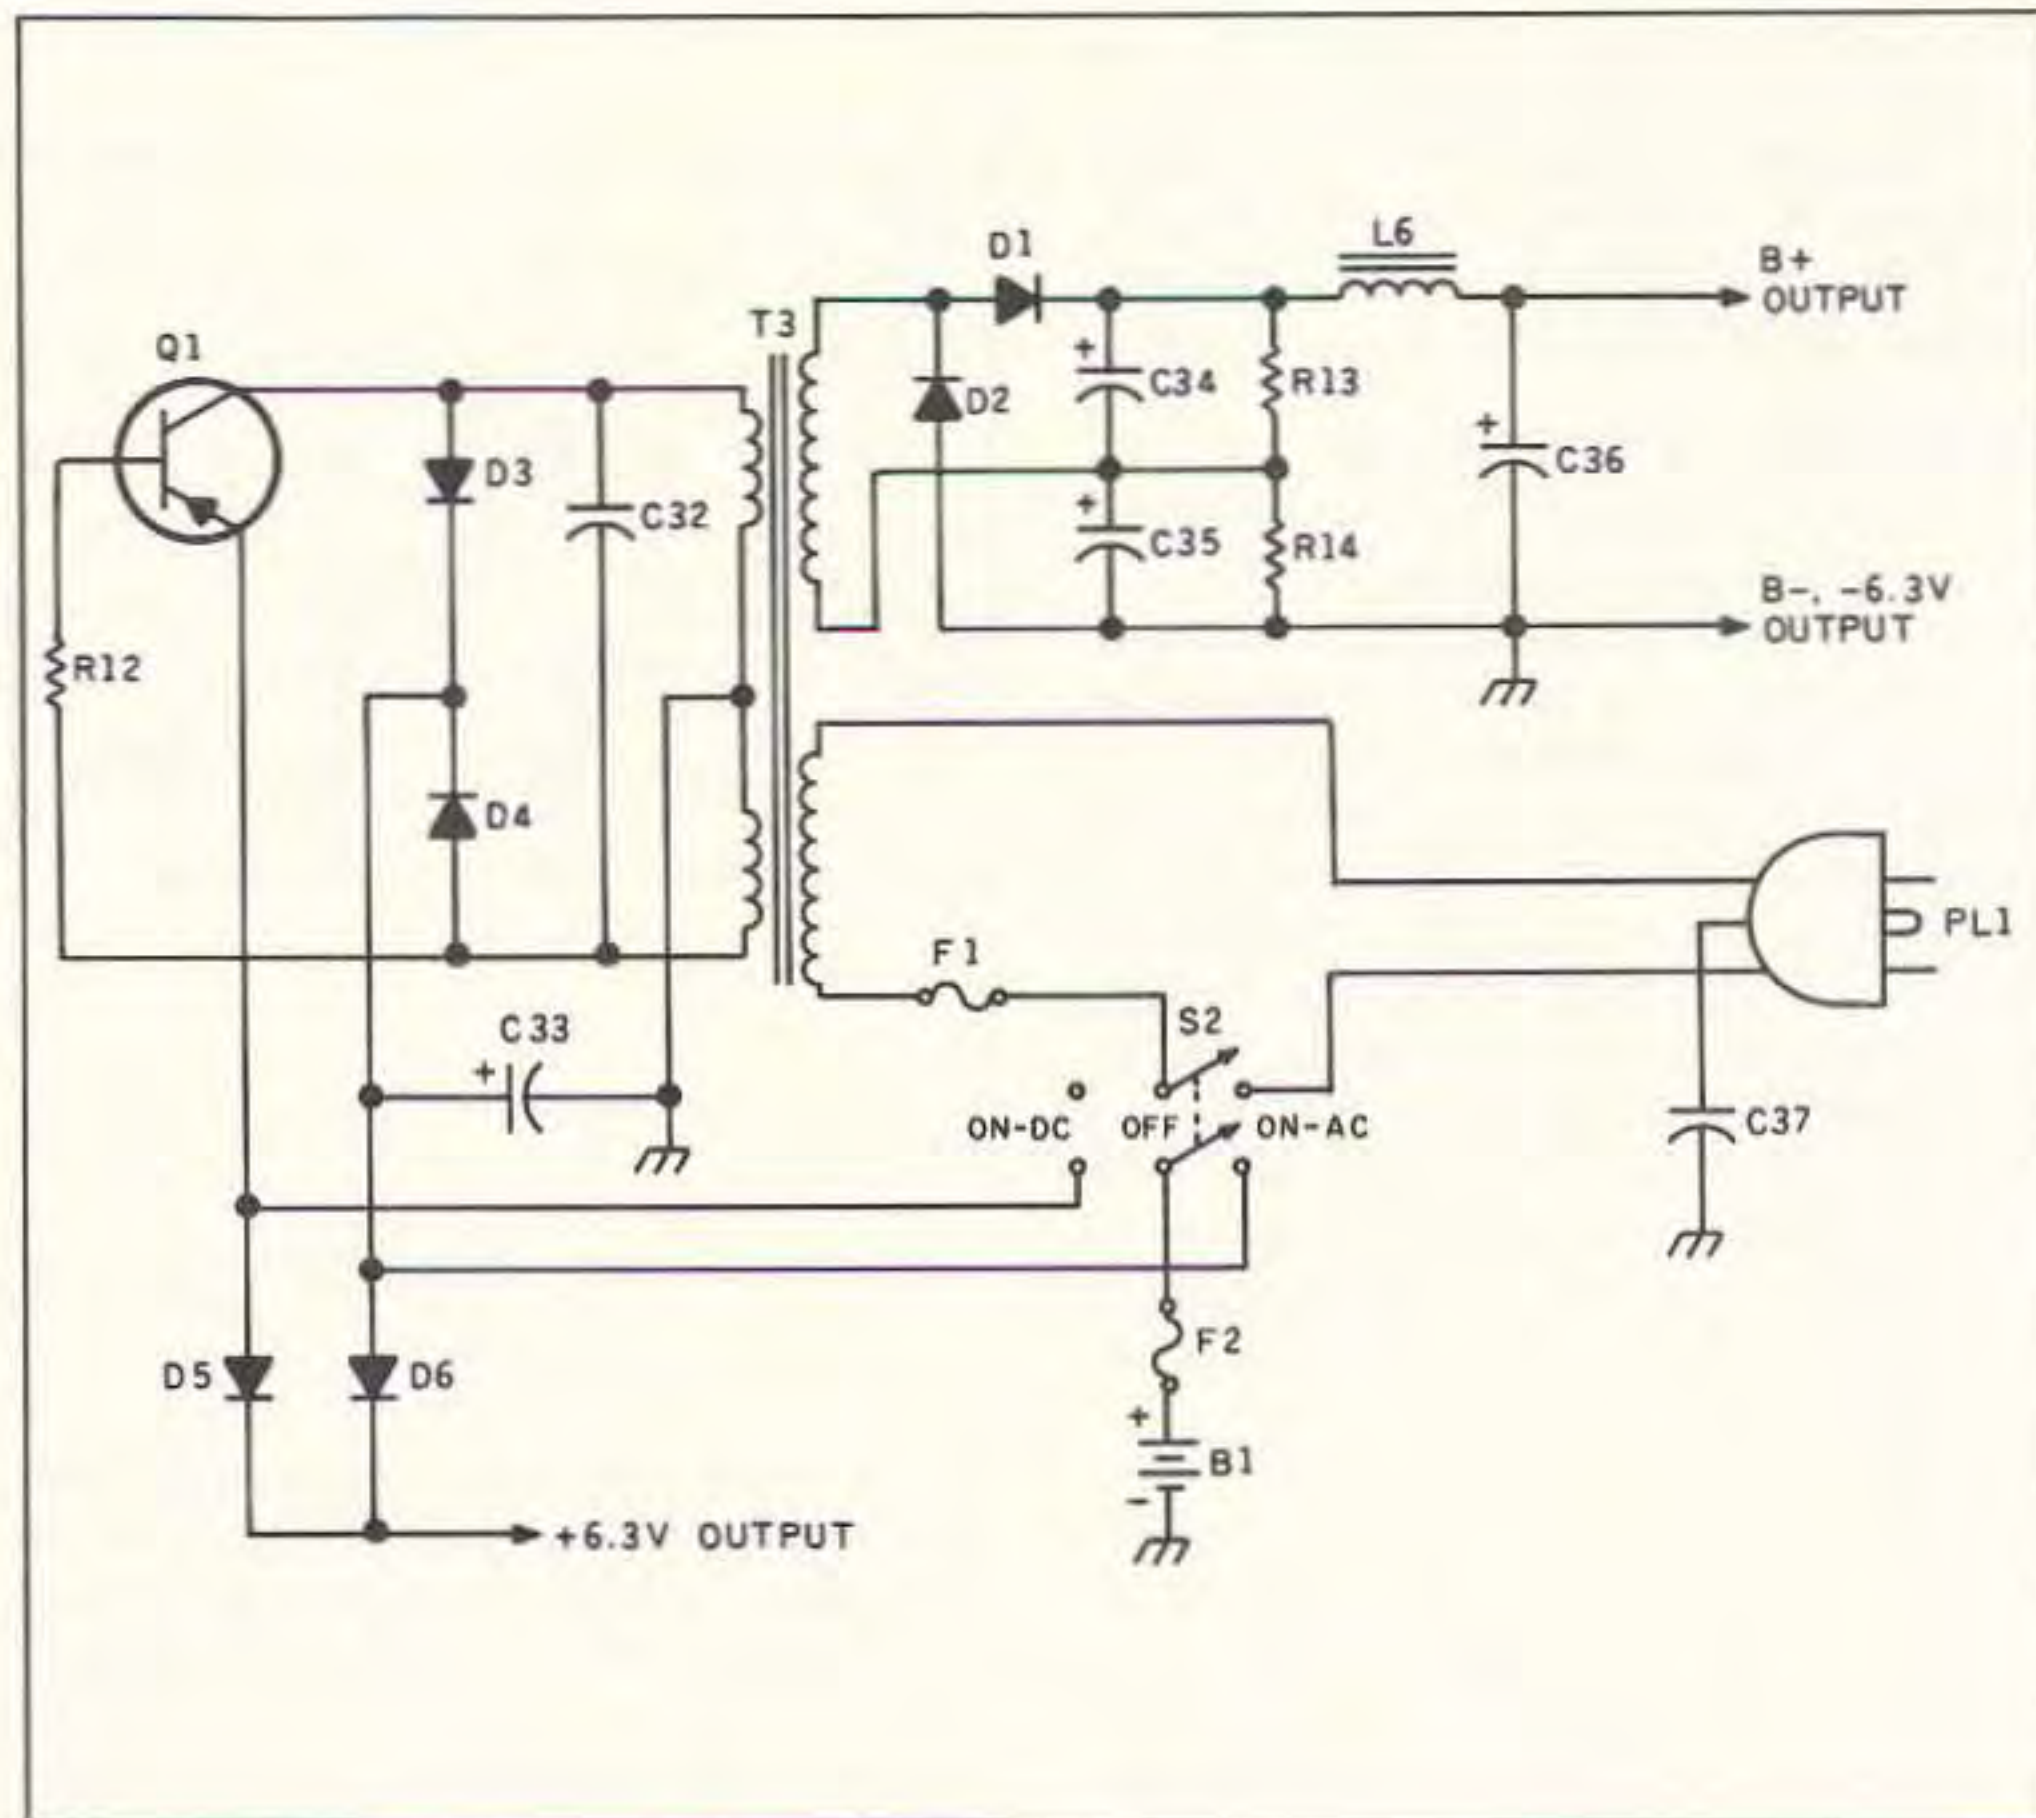 L6
D1
B+
OUTPUT
T3
Q1
+
C34
R13
D2
+
C36
D3
C32
+
C35
R14
B-, -6.3V
OUTPUT
R12
D4
F1
PL1
C33
+
S2
ON-DC
OFF
ON-AC
C37
F2
D5
D6
+
B1
-
+6.3V OUTPUT